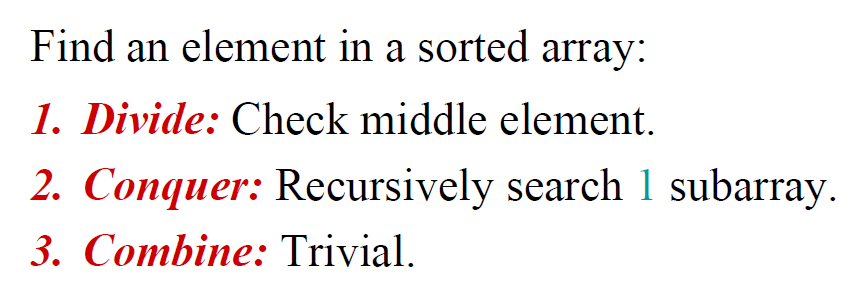 Find an element in a sorted array:
1. Divide: Check middle element.
2. Conquer: Recursively search 1 subarray.
3. Combine: Trivial.